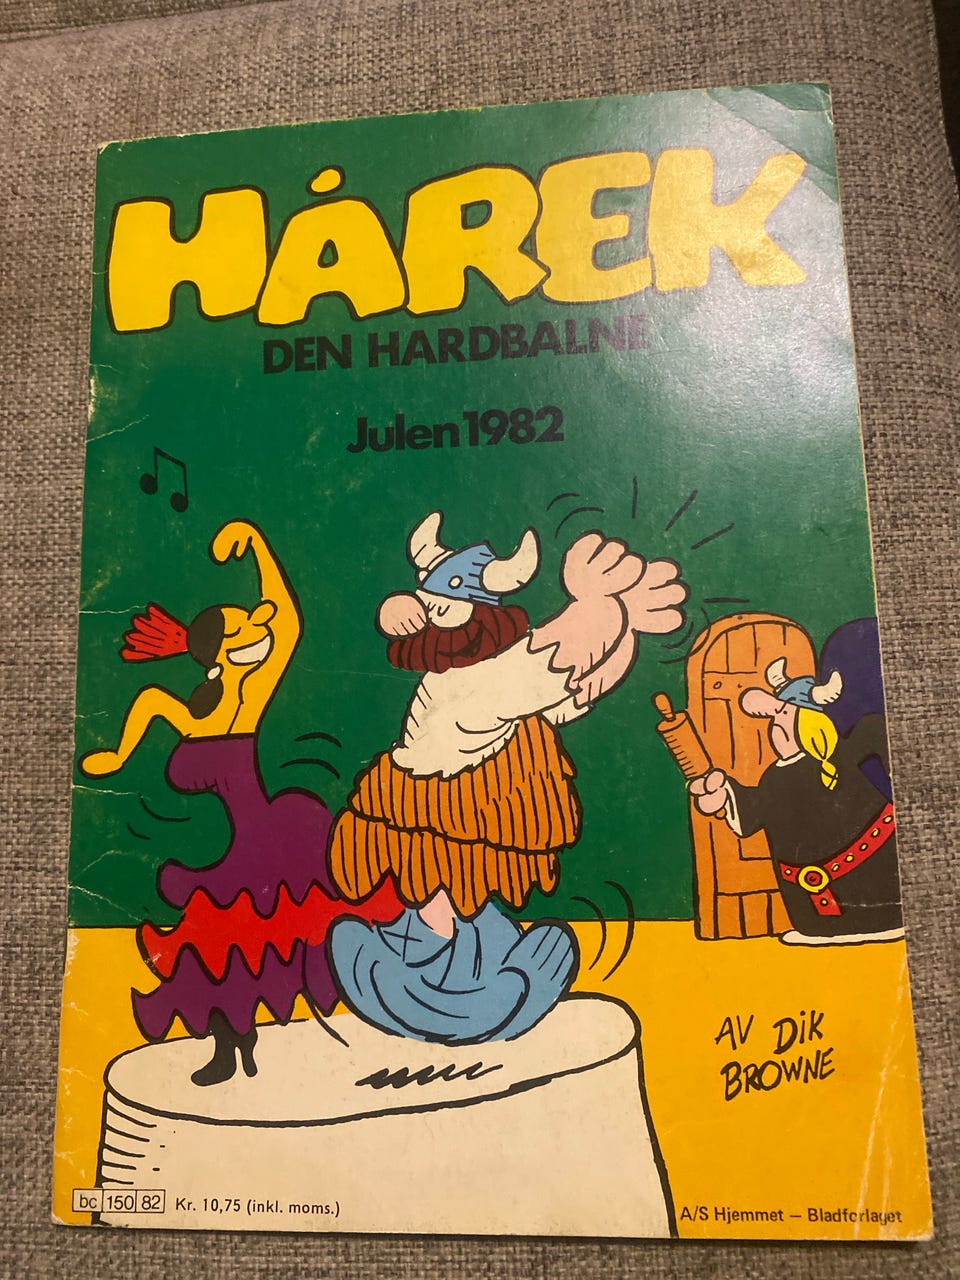 HÅREK
DEN HARDBALNE
Julen 1982
AV DiK
BROWNE
bc 150 82 Kr. 10,75 (inkl. moms.)
A/S Hjemmet – Bladforlaget